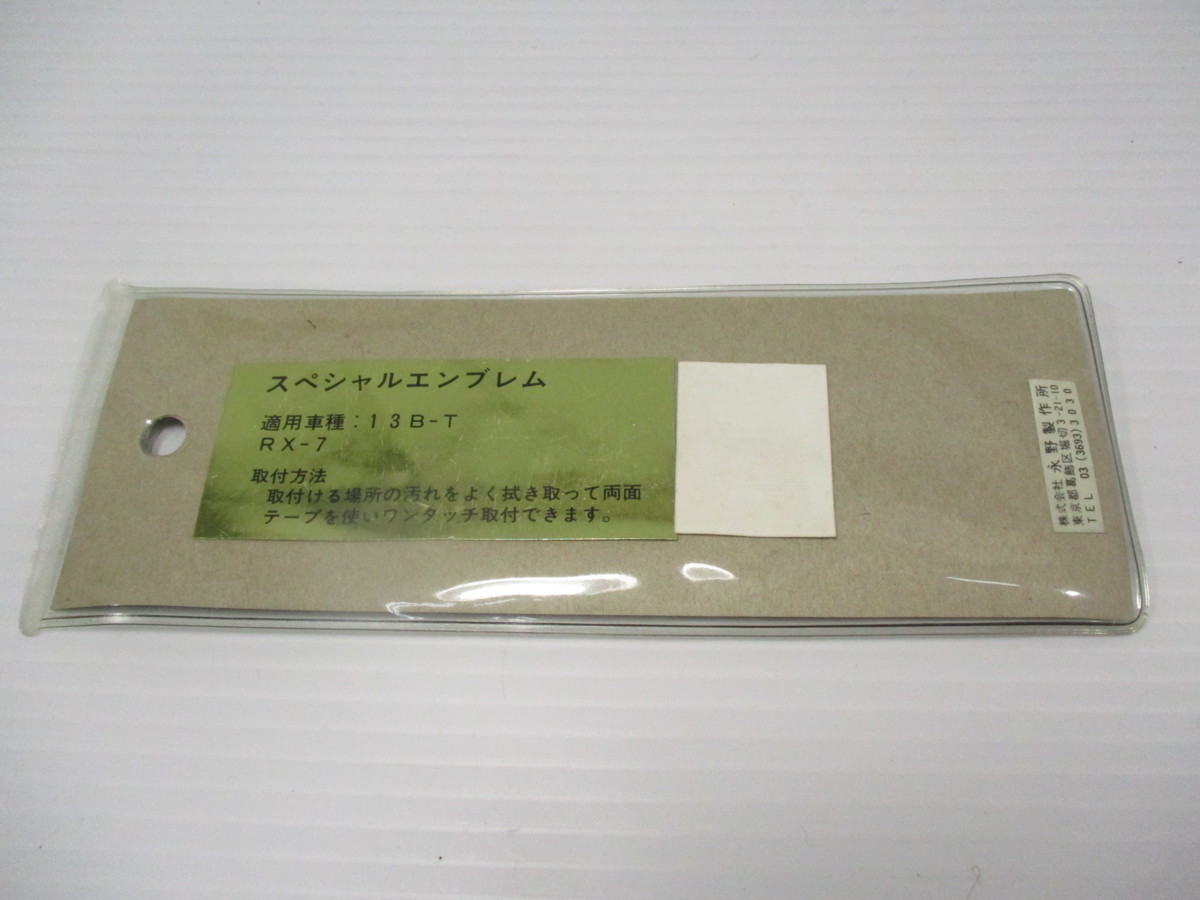 スペシャルエンブレム
適用車種：13B-T
RX-7
取付方法
取付ける場所の汚れをよく拭き取って両面
テープを使いワンタッチ取付できます。
株式会社 永野製作所
東京都葛飾区堀切3-21-10
TEL 03 (3693) 3030